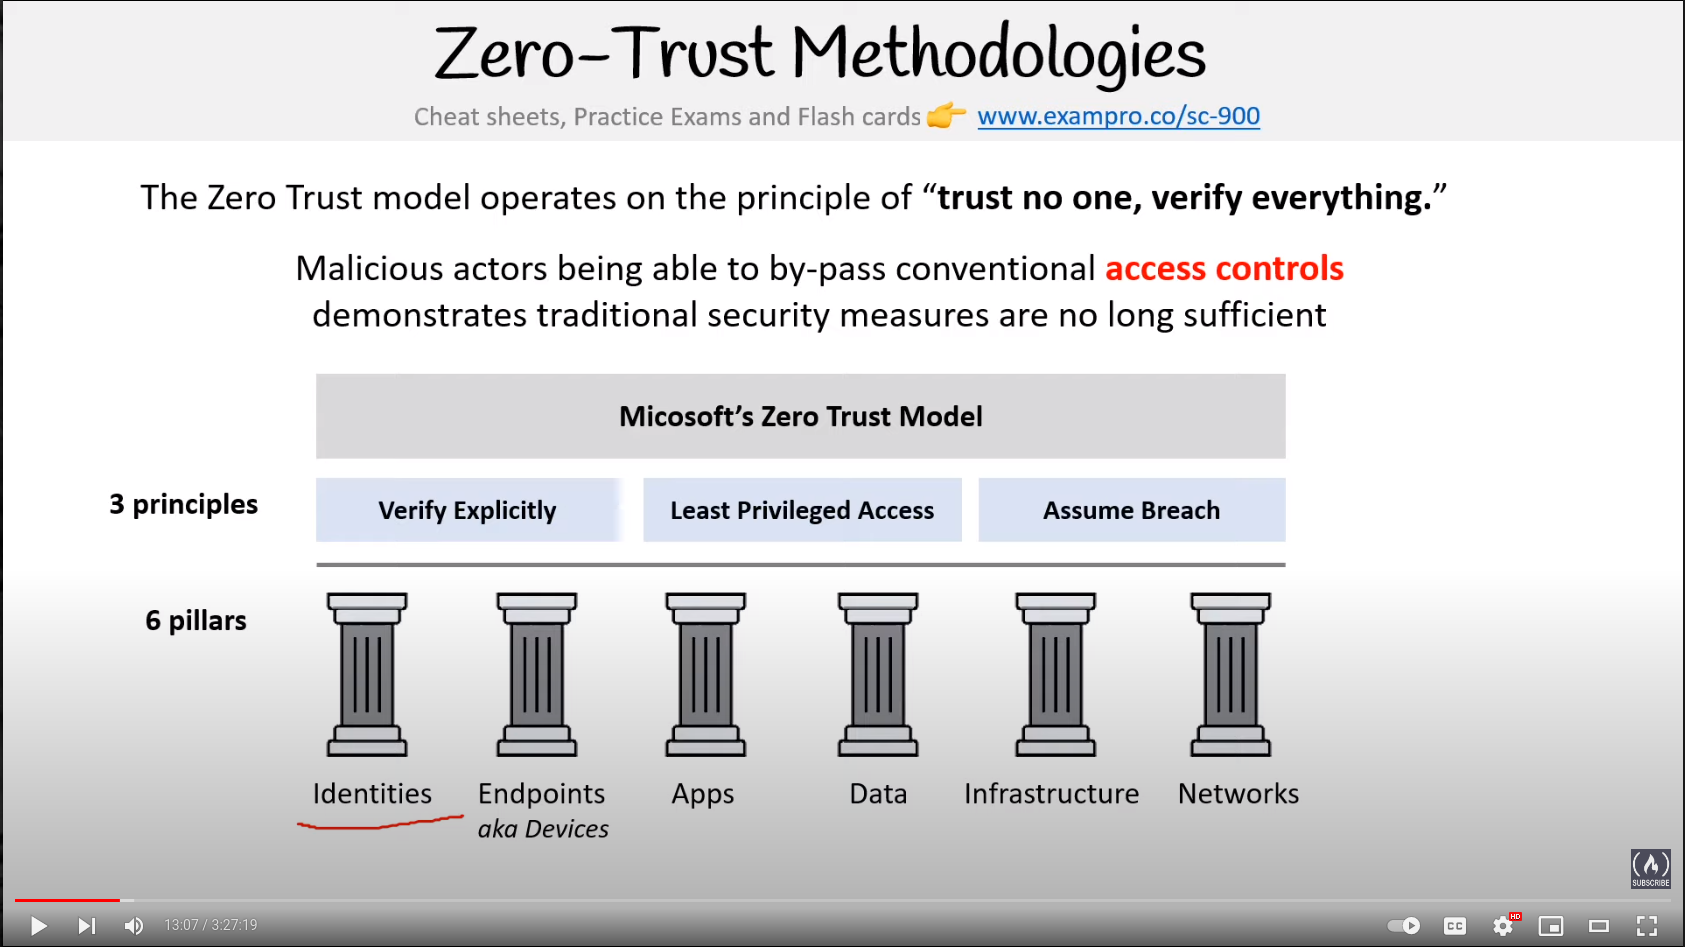 Zero-Trust Methodologies
Cheat sheets, Practice Exams and Flash cards 👉 www.exampro.co/sc-900
The Zero Trust model operates on the principle of “trust no one, verify everything.”
Malicious actors being able to by-pass conventional access controls
demonstrates traditional security measures are no long sufficient
Micosoft’s Zero Trust Model
3 principles
Verify Explicitly
Least Privileged Access
Assume Breach
6 pillars
Identities
Endpoints
aka Devices
Apps
Data
Infrastructure
Networks
SUBSCRIBE
13:07 / 3:27:19
CC
HD